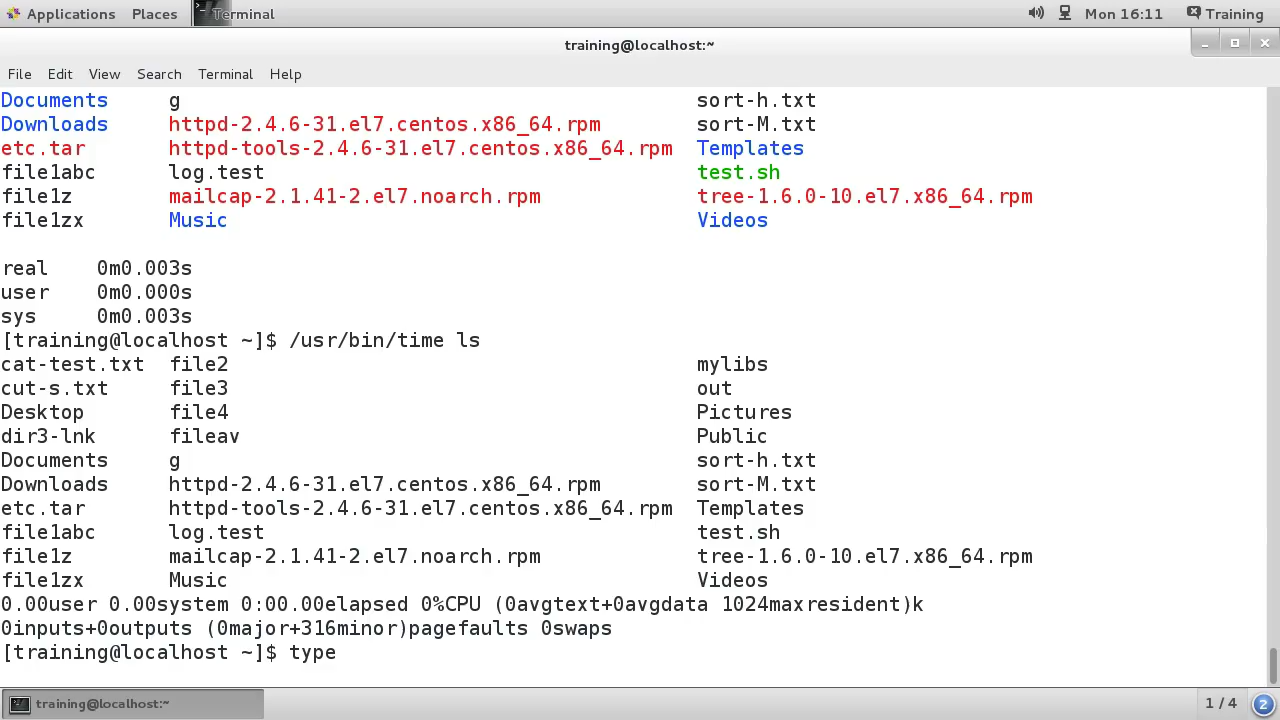 Applications Places Terminal Mon 16:11 Training
training@localhost:~
File Edit View Search Terminal Help
Documents g sort-h.txt
Downloads httpd-2.4.6-31.el7.centos.x86_64.rpm sort-M.txt
etc.tar httpd-tools-2.4.6-31.el7.centos.x86_64.rpm Templates
file1abc log.test test.sh
file1z mailcap-2.1.41-2.el7.noarch.rpm tree-1.6.0-10.el7.x86_64.rpm
file1zx Music Videos
real 0m0.003s
user 0m0.000s
sys 0m0.003s
[training@localhost ~]$ /usr/bin/time ls
cat-test.txt file2 mylibs
cut-s.txt file3 out
Desktop file4 Pictures
dir3-lnk fileav Public
Documents g sort-h.txt
Downloads httpd-2.4.6-31.el7.centos.x86_64.rpm sort-M.txt
etc.tar httpd-tools-2.4.6-31.el7.centos.x86_64.rpm Templates
file1abc log.test test.sh
file1z mailcap-2.1.41-2.el7.noarch.rpm tree-1.6.0-10.el7.x86_64.rpm
file1zx Music Videos
0.00user 0.00system 0:00.00elapsed 0%CPU (0avgtext+0avgdata 1024maxresident)k
0inputs+0outputs (0major+316minor)pagefaults 0swaps
[training@localhost ~]$ type
training@localhost:~ 1 / 4 2